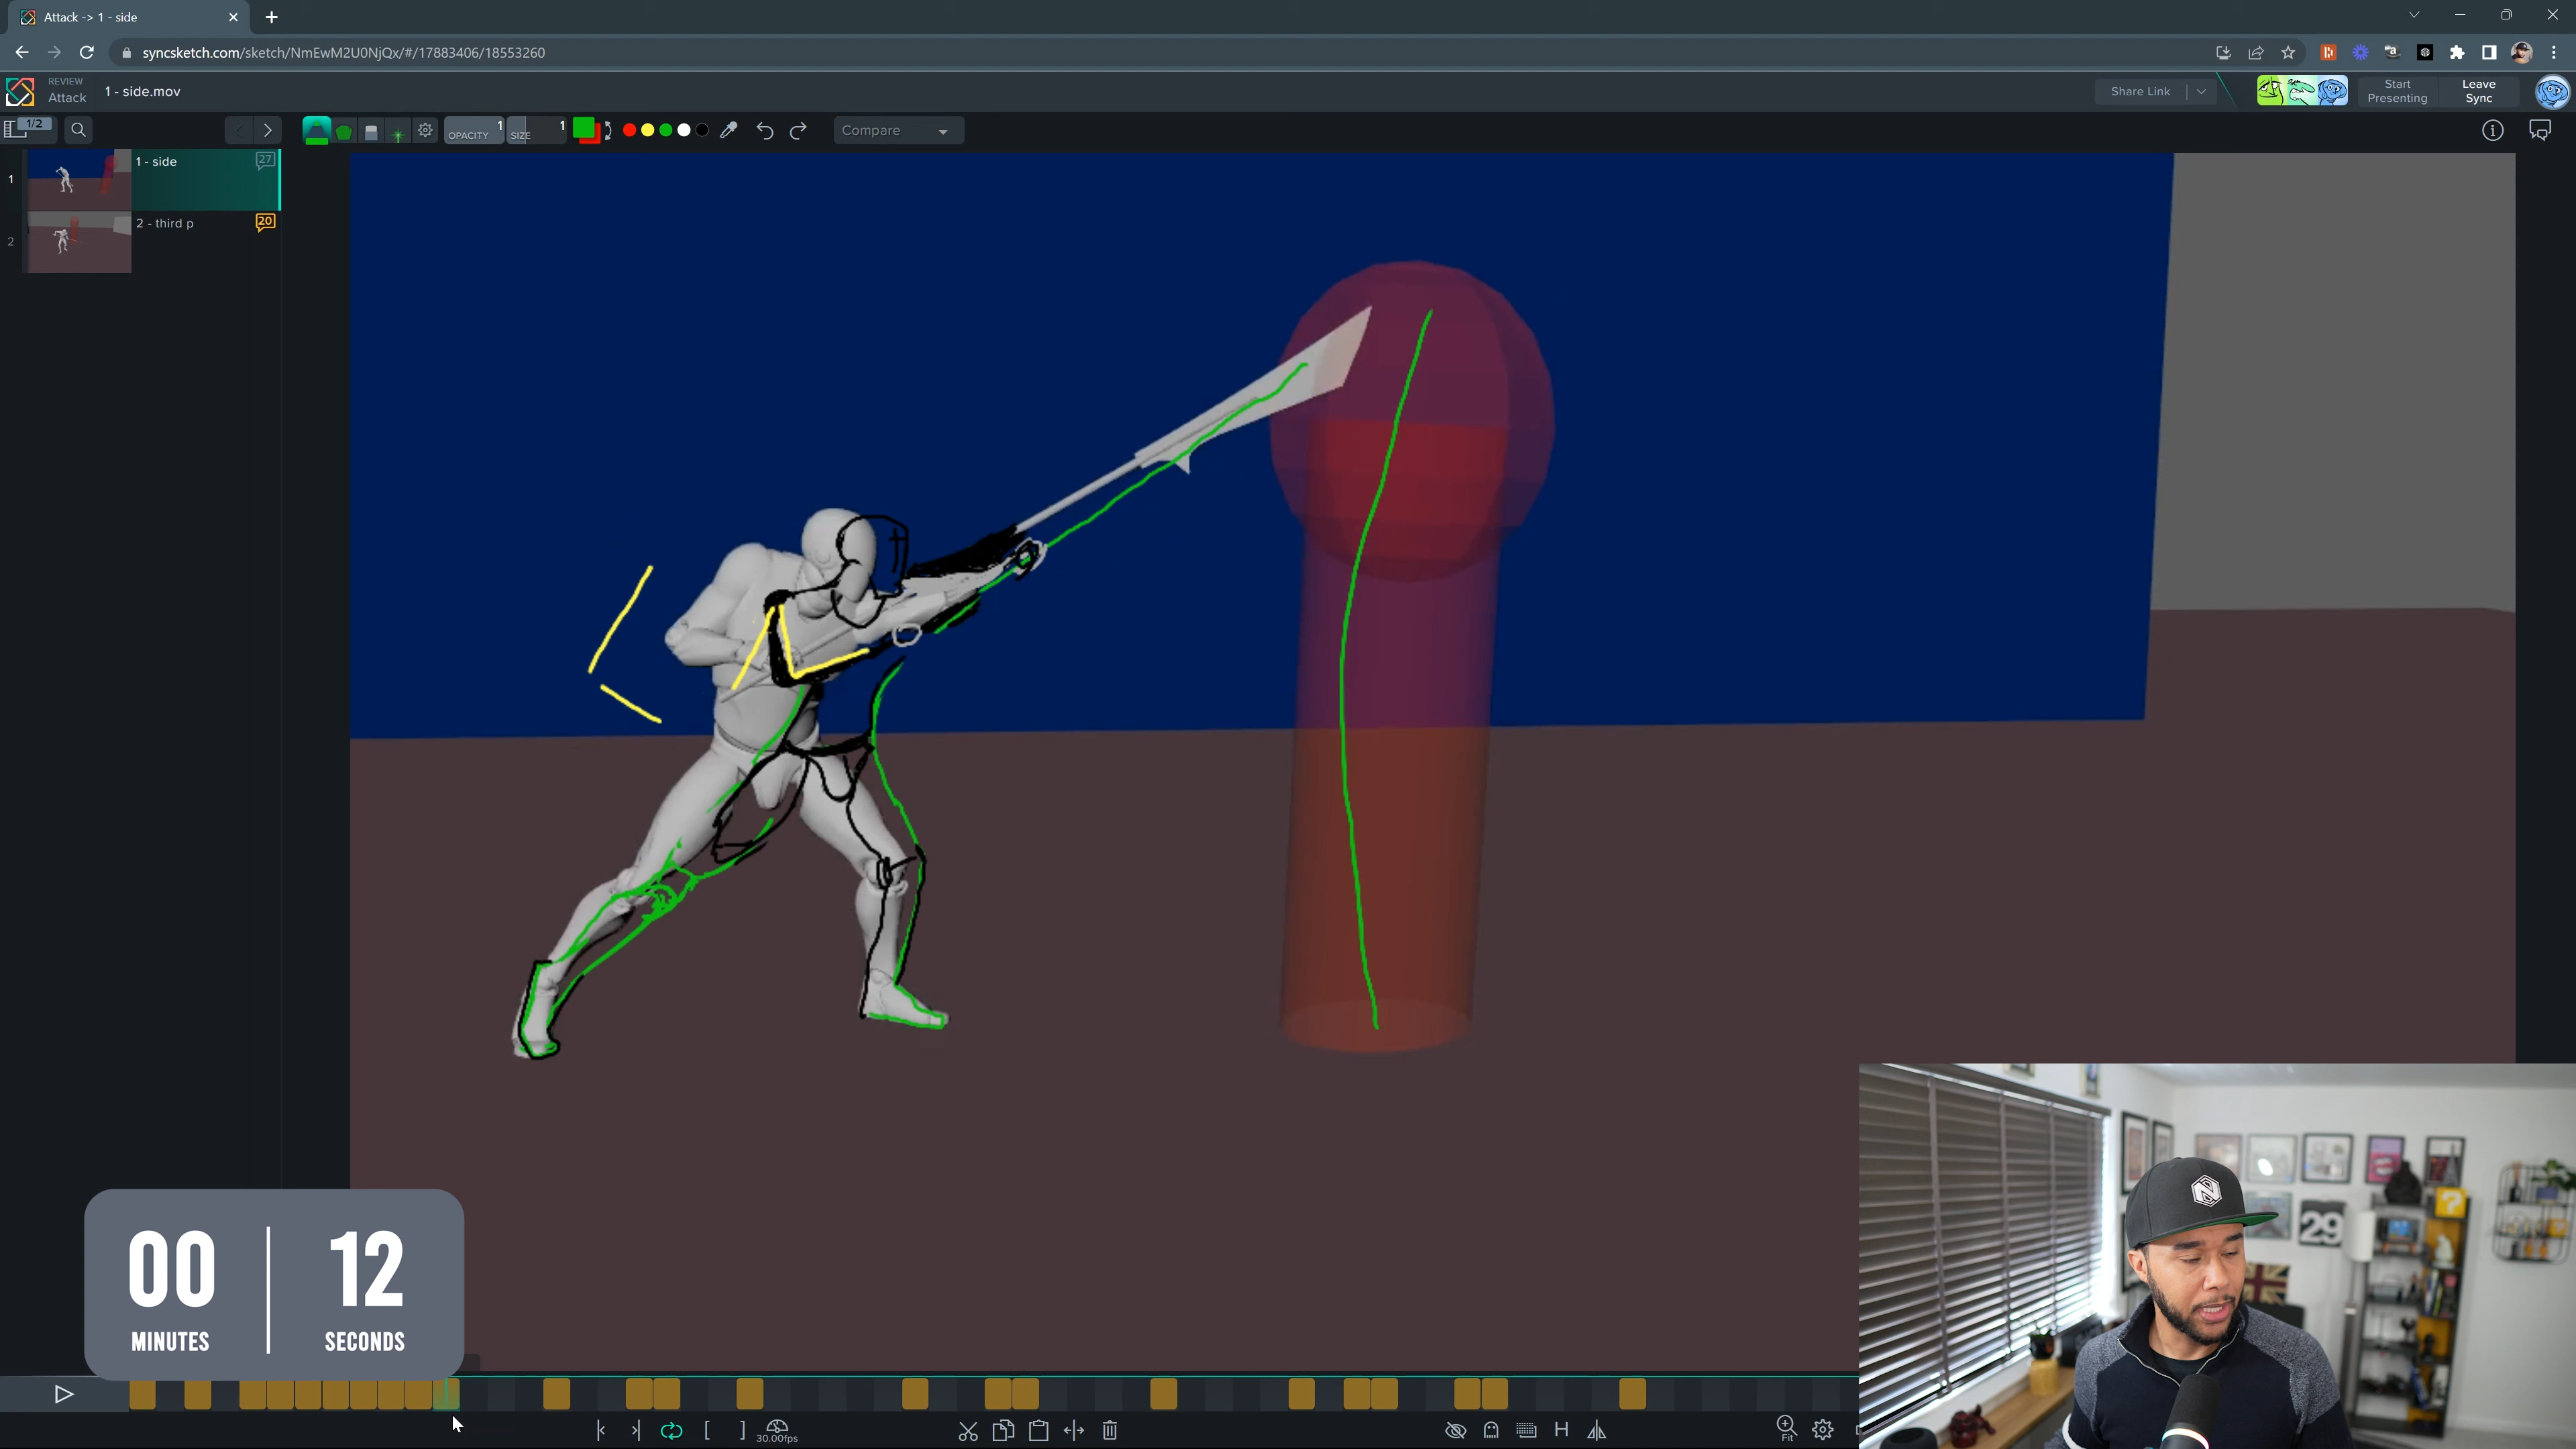 Attack -> 1 - side
syncsketch.com/sketch/NmEwM2U0NjQx/#/17883406/18553260
REVIEW
Attack
1 - side.mov
Share Link
Start Presenting
Leave Sync
1/2
OPACITY 1
SIZE 1
Compare
1
1 - side
27
2
2 - third p
20
29
00
MINUTES
12
SECONDS
30.00fps
H
Fit